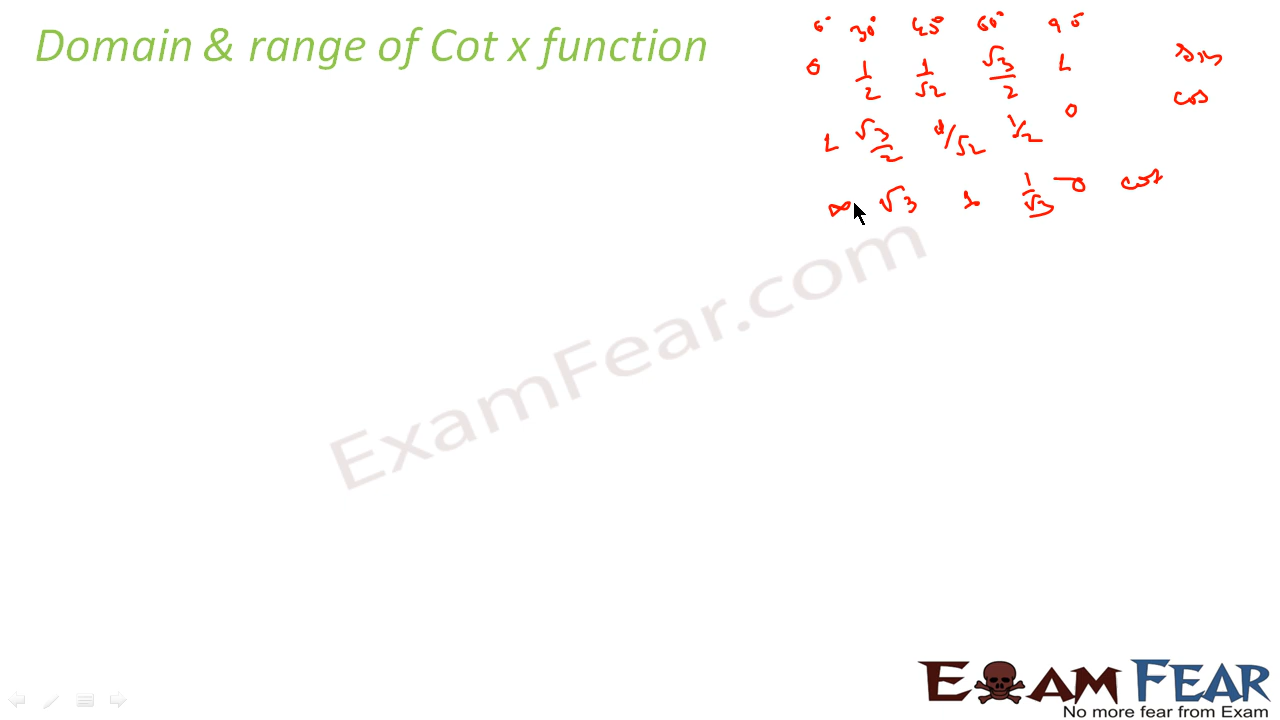 Domain & range of Cot x function
0° 30° 45° 60° 90
0 1/2 1/√2 √3/2 1 sin
1 √3/2 1/√2 1/2 0 cos
∞ √3 1 1/√3 0 cot
ExamFear.com
EXAM FEAR
No more fear from Exam